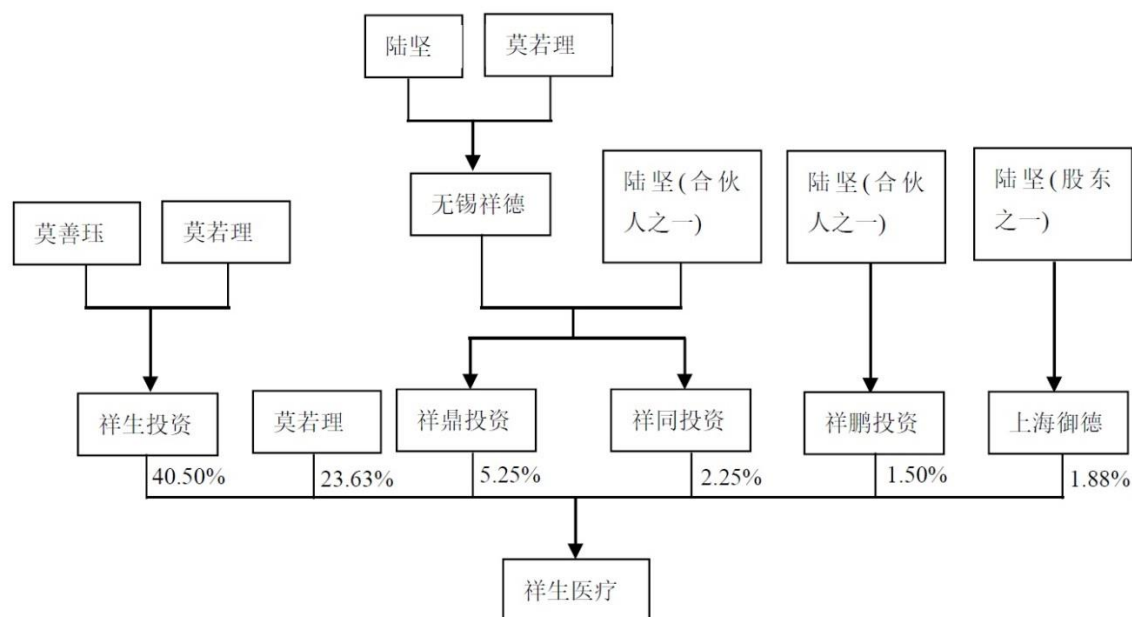 陆坚
莫若理
无锡祥德
陆坚(合伙
人之一)
陆坚(合伙
人之一)
陆坚(股东
之一)
莫善珏
莫若理
祥生投资
莫若理
祥鼎投资
祥同投资
祥鹏投资
上海御德
40.50%
23.63%
5.25%
2.25%
1.50%
1.88%
祥生医疗